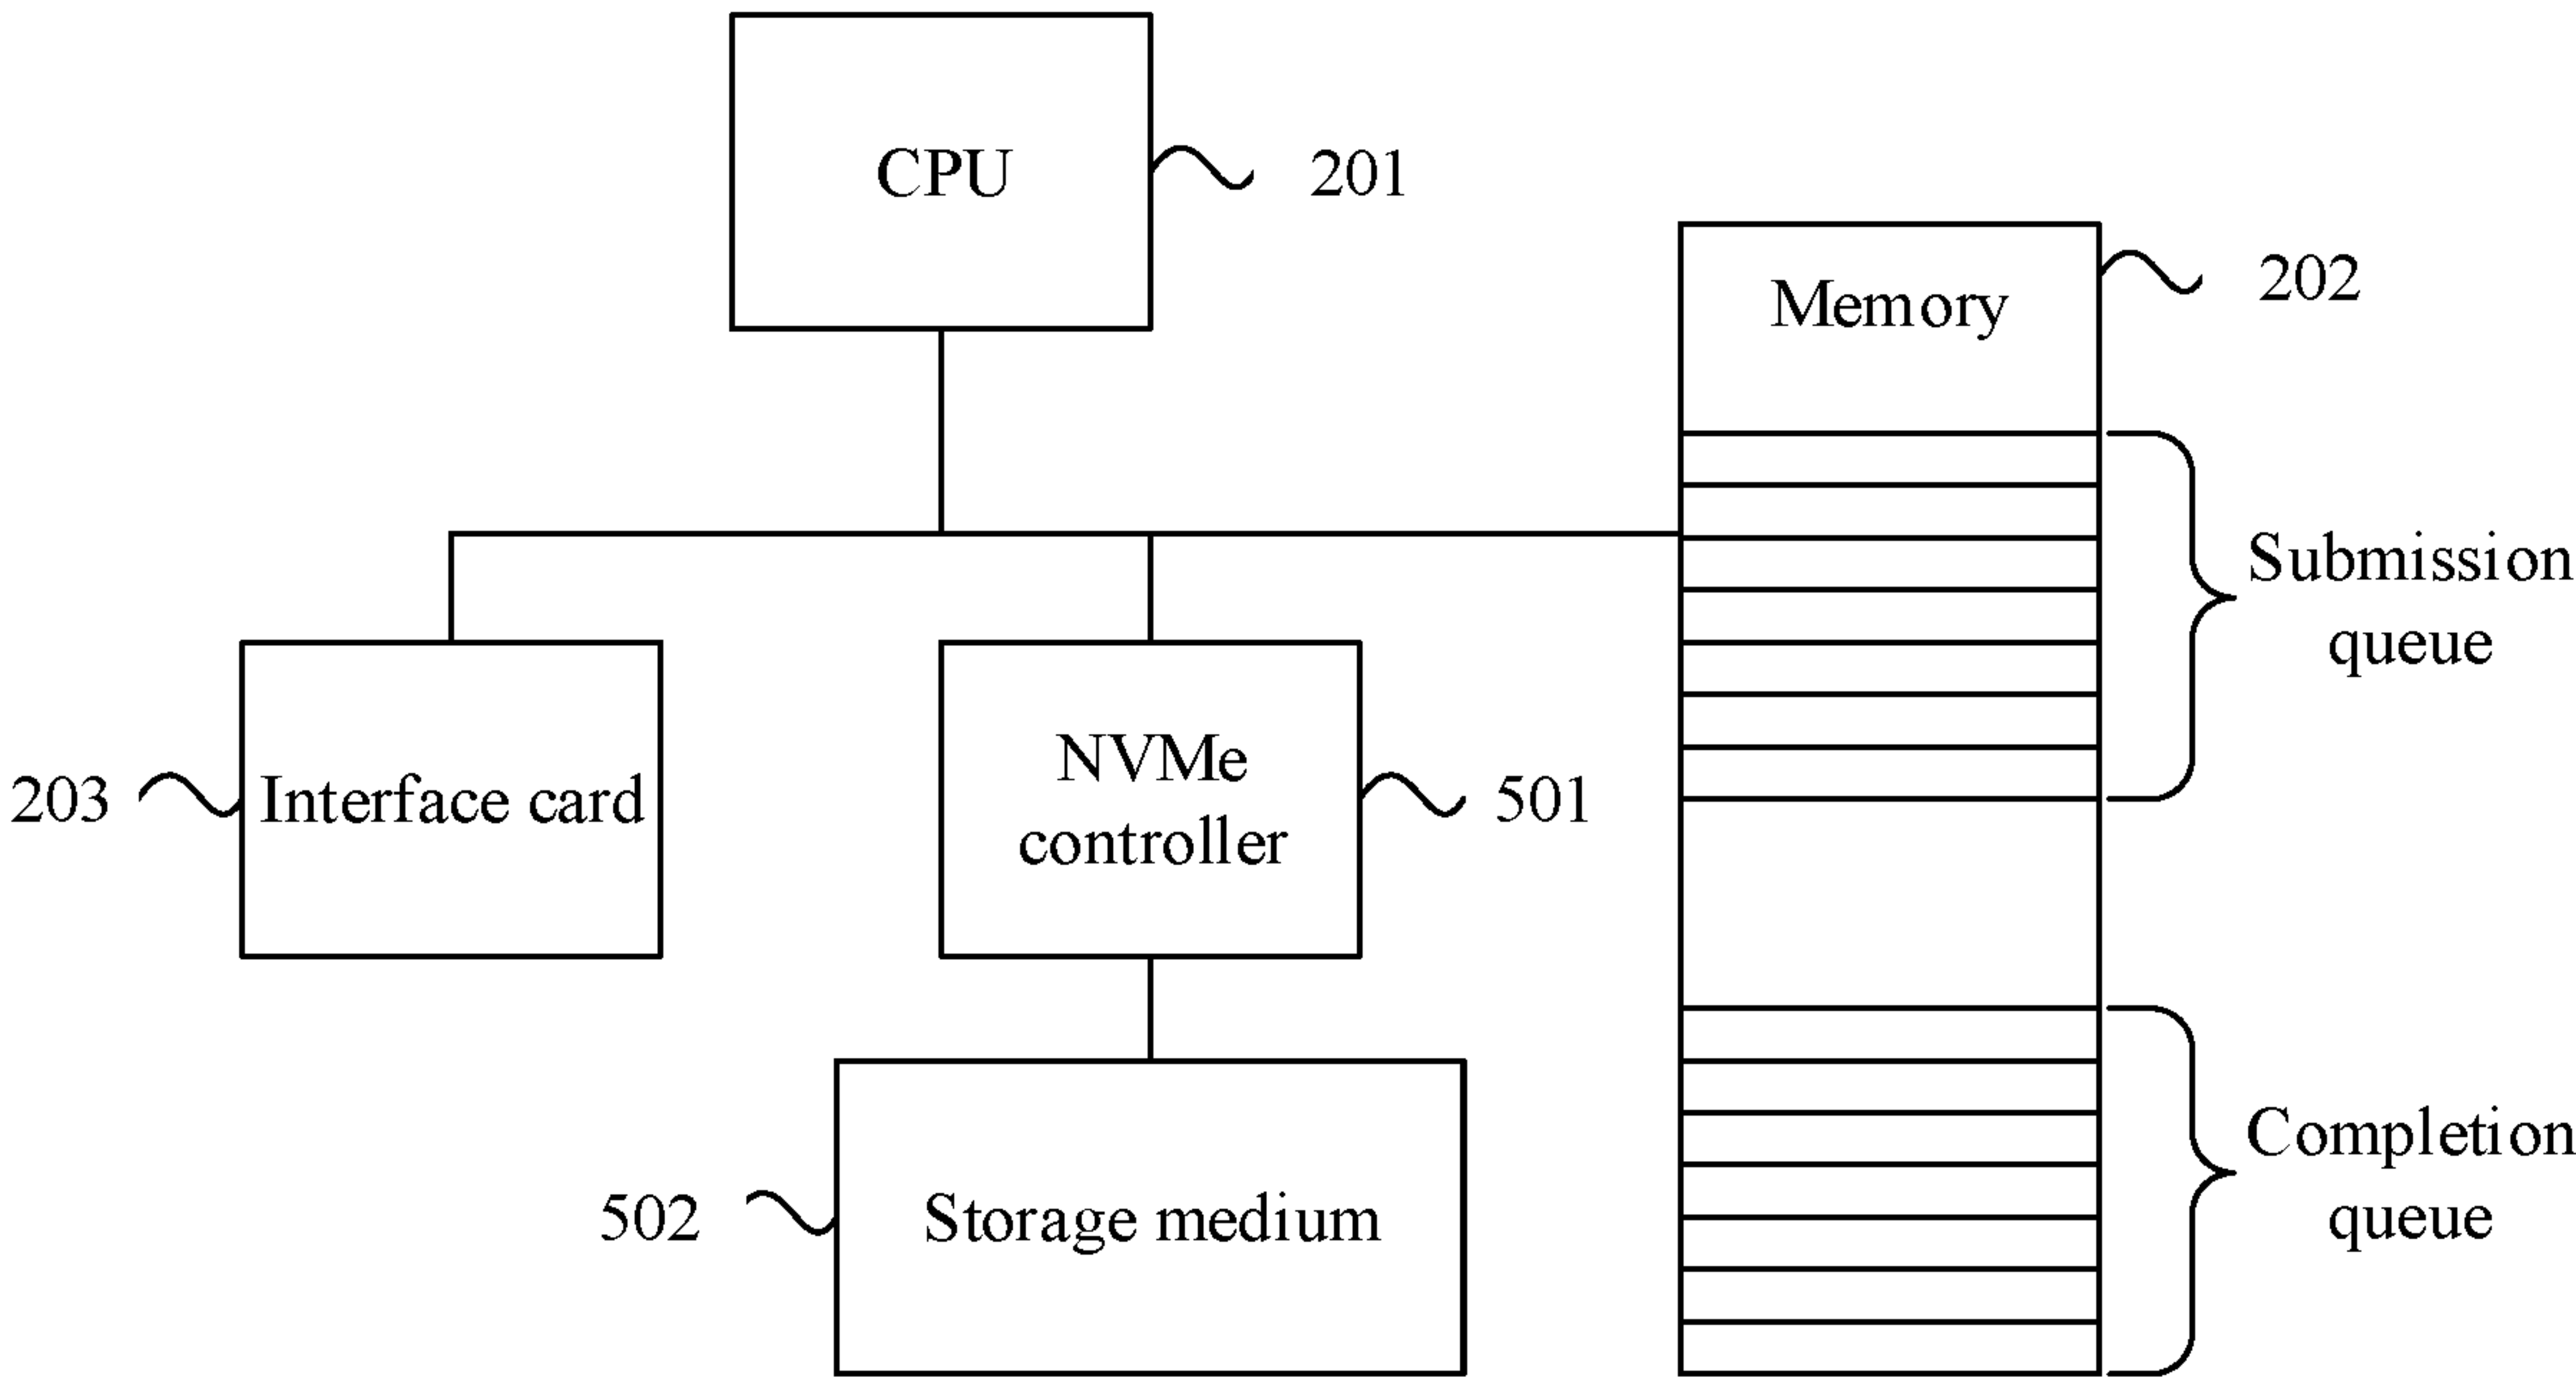 CPU
201
Memory
202
Submission
queue
203
Interface card
NVMe
controller
501
Completion
queue
502
Storage medium